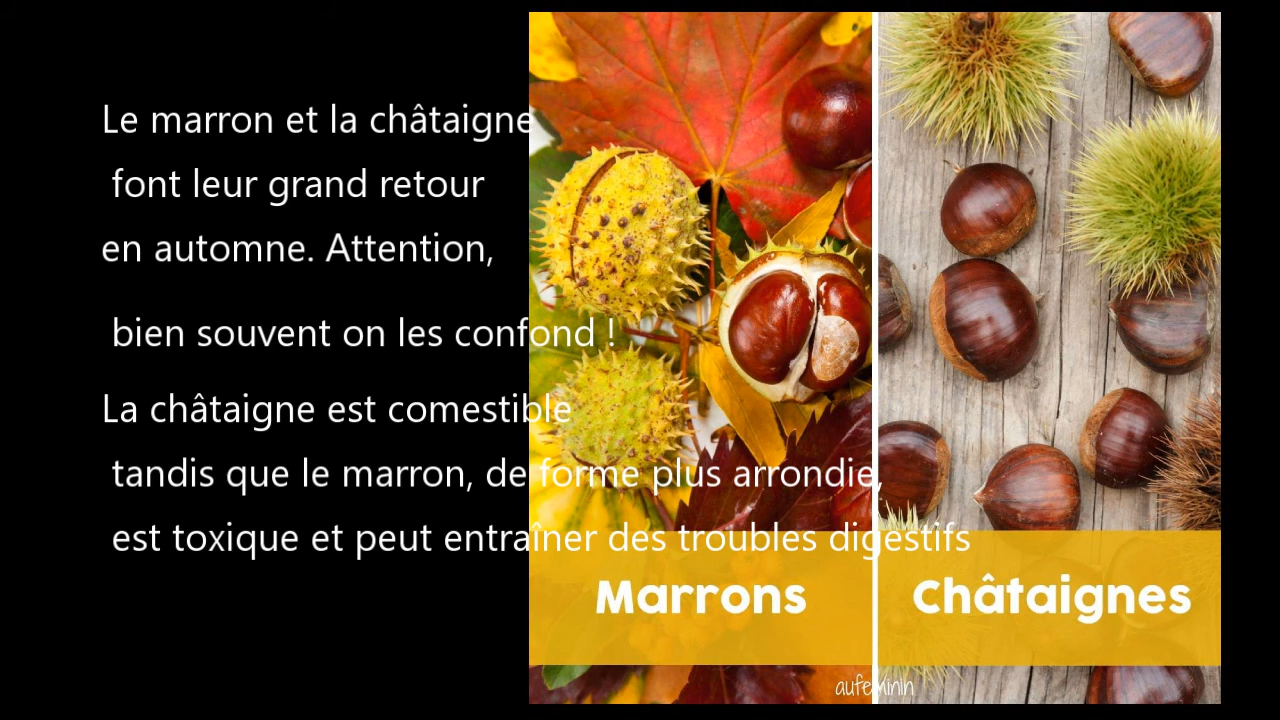 Le marron et la châtaigne
font leur grand retour
en automne. Attention,
bien souvent on les confond !
La châtaigne est comestible
tandis que le marron, de forme plus arrondie,
est toxique et peut entraîner des troubles digestifs
Marrons
Châtaignes
aufeminin